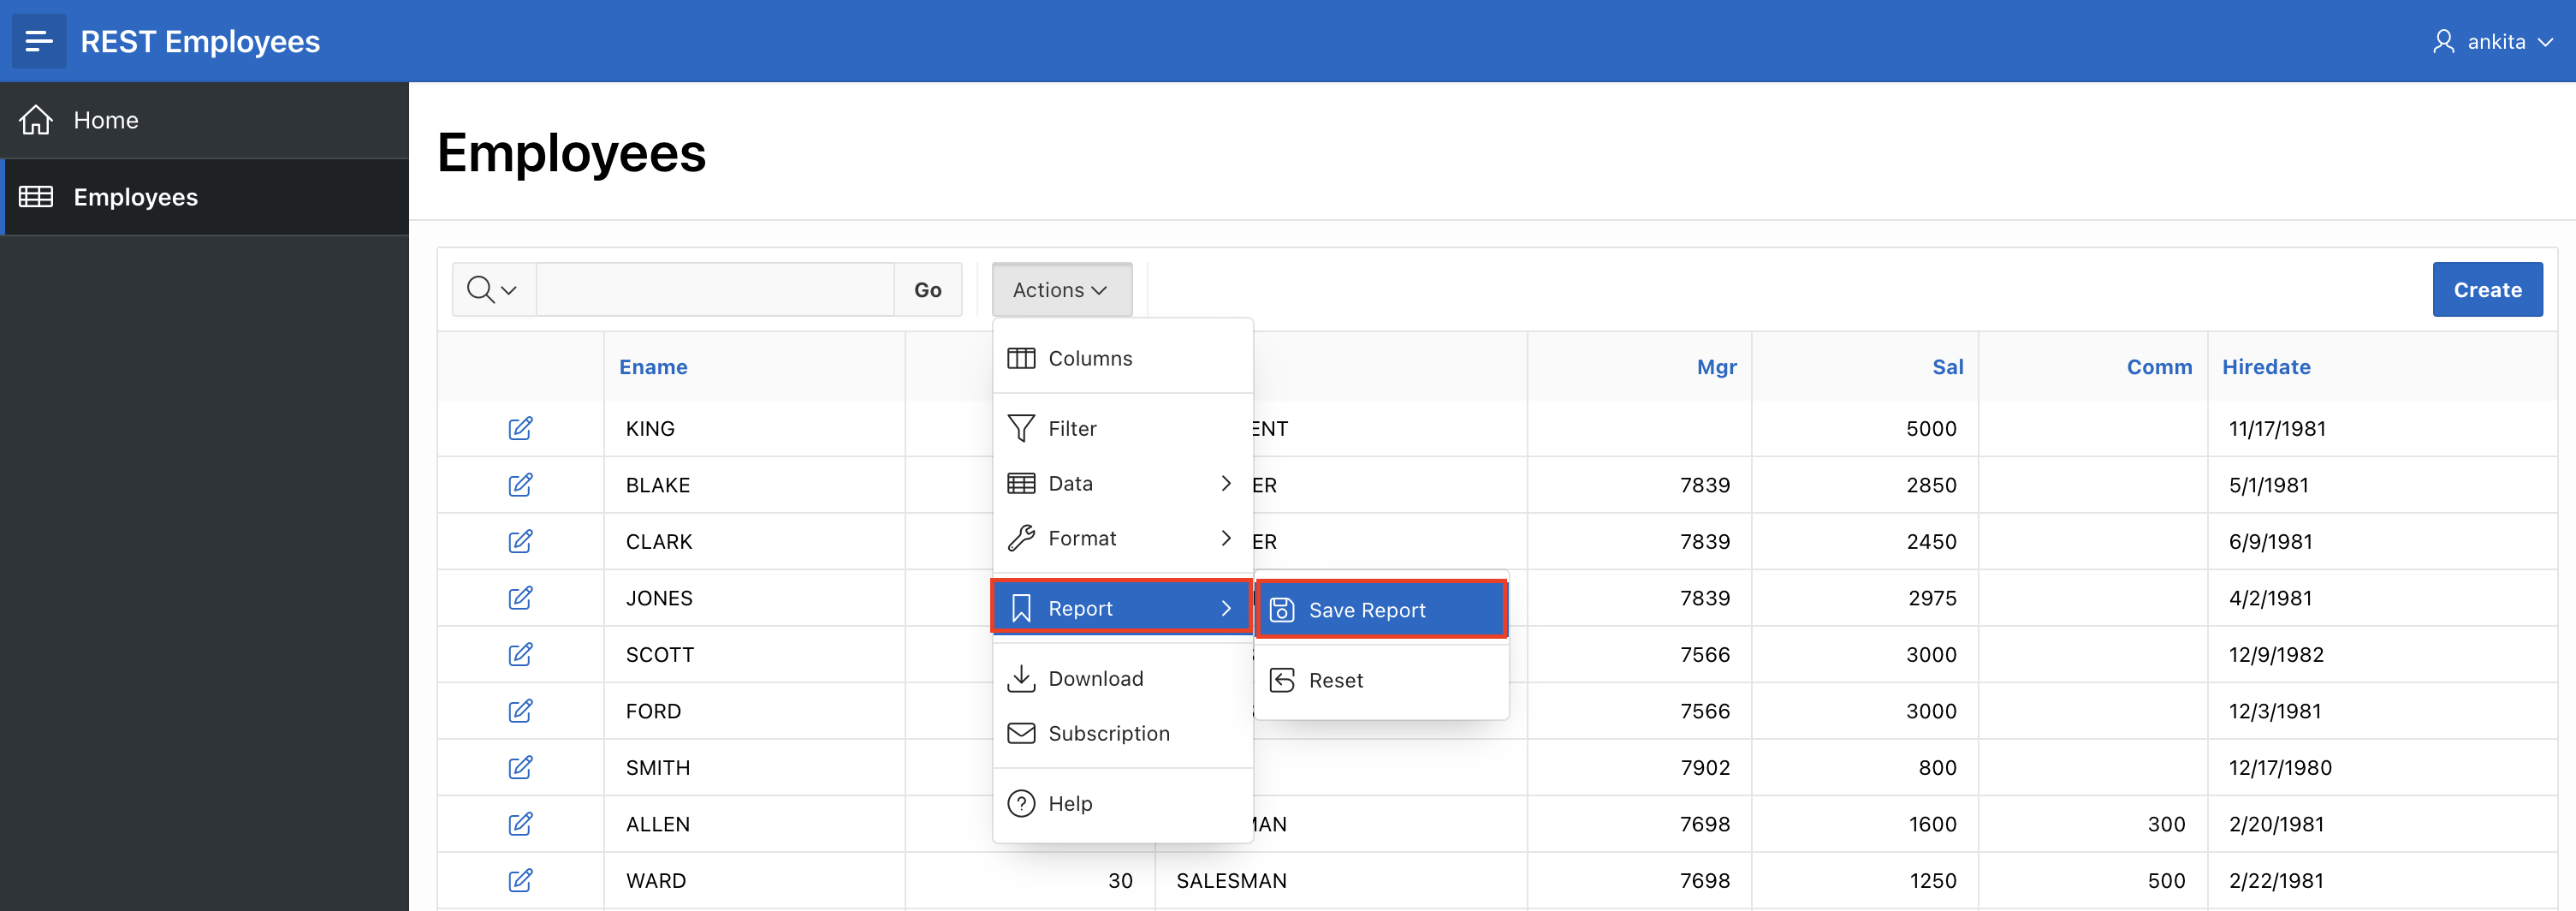 REST Employees
ankita
Home
Employees
Employees
Go
Actions
Create
Columns
Filter
Data
Format
Report
Download
Subscription
Help
Save Report
Reset
Ename Mgr Sal Comm Hiredate
KING ENT 5000 11/17/1981
BLAKE ER 7839 2850 5/1/1981
CLARK ER 7839 2450 6/9/1981
JONES 7839 2975 4/2/1981
SCOTT 7566 3000 12/9/1982
FORD 7566 3000 12/3/1981
SMITH 7902 800 12/17/1980
ALLEN MAN 7698 1600 300 2/20/1981
WARD 30 SALESMAN 7698 1250 500 2/22/1981